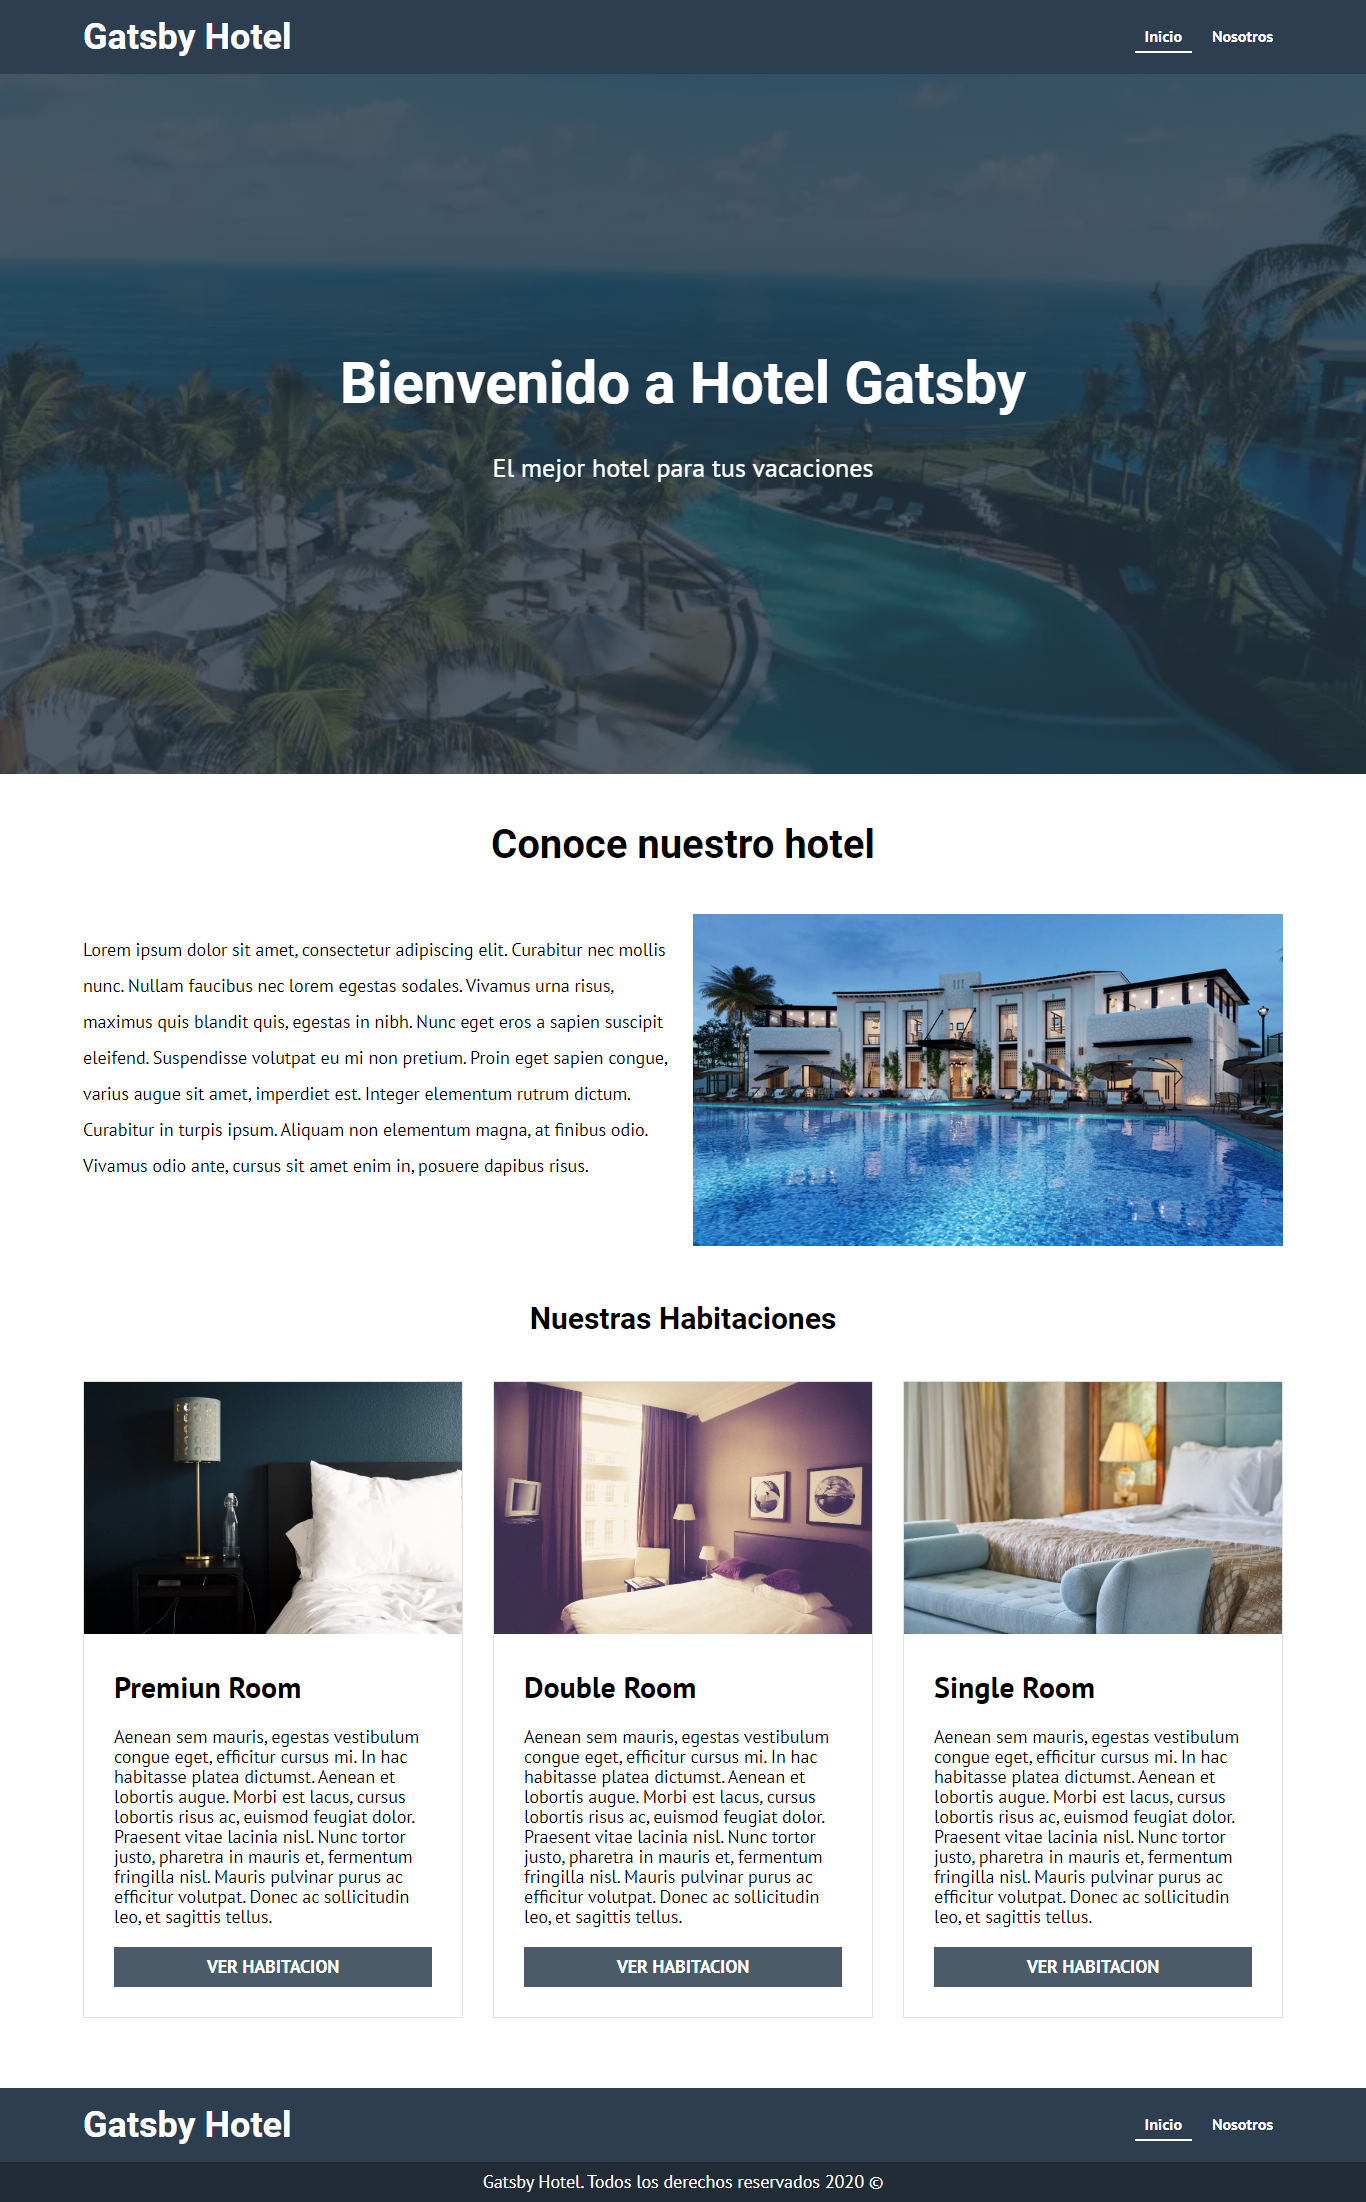 Gatsby Hotel
Inicio Nosotros
Bienvenido a Hotel Gatsby
El mejor hotel para tus vacaciones
Conoce nuestro hotel
Lorem ipsum dolor sit amet, consectetur adipiscing elit. Curabitur nec mollis
nunc. Nullam faucibus nec lorem egestas sodales. Vivamus urna risus,
maximus quis blandit quis, egestas in nibh. Nunc eget eros a sapien suscipit
eleifend. Suspendisse volutpat eu mi non pretium. Proin eget sapien congue,
varius augue sit amet, imperdiet est. Integer elementum rutrum dictum.
Curabitur in turpis ipsum. Aliquam non elementum magna, at finibus odio.
Vivamus odio ante, cursus sit amet enim in, posuere dapibus risus.
Nuestras Habitaciones
Premiun Room
Aenean sem mauris, egestas vestibulum
congue eget, efficitur cursus mi. In hac
habitasse platea dictumst. Aenean et
lobortis augue. Morbi est lacus, cursus
lobortis risus ac, euismod feugiat dolor.
Praesent vitae lacinia nisl. Nunc tortor
justo, pharetra in mauris et, fermentum
fringilla nisl. Mauris pulvinar purus ac
efficitur volutpat. Donec ac sollicitudin
leo, et sagittis tellus.
VER HABITACION
Double Room
Aenean sem mauris, egestas vestibulum
congue eget, efficitur cursus mi. In hac
habitasse platea dictumst. Aenean et
lobortis augue. Morbi est lacus, cursus
lobortis risus ac, euismod feugiat dolor.
Praesent vitae lacinia nisl. Nunc tortor
justo, pharetra in mauris et, fermentum
fringilla nisl. Mauris pulvinar purus ac
efficitur volutpat. Donec ac sollicitudin
leo, et sagittis tellus.
VER HABITACION
Single Room
Aenean sem mauris, egestas vestibulum
congue eget, efficitur cursus mi. In hac
habitasse platea dictumst. Aenean et
lobortis augue. Morbi est lacus, cursus
lobortis risus ac, euismod feugiat dolor.
Praesent vitae lacinia nisl. Nunc tortor
justo, pharetra in mauris et, fermentum
fringilla nisl. Mauris pulvinar purus ac
efficitur volutpat. Donec ac sollicitudin
leo, et sagittis tellus.
VER HABITACION
Gatsby Hotel
Inicio Nosotros
Gatsby Hotel. Todos los derechos reservados 2020 ©